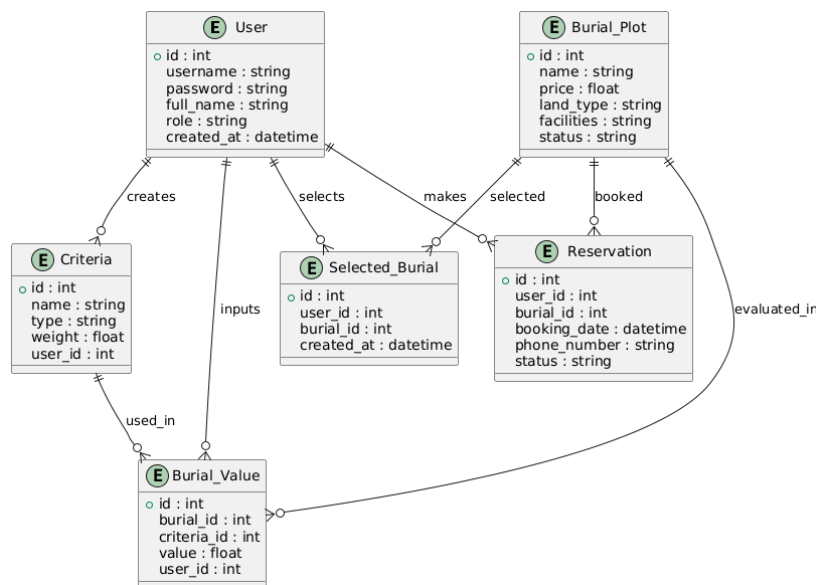 E User
id : int
username : string
password : string
full_name : string
role : string
created_at : datetime
E Burial_Plot
id : int
name : string
price : float
land_type : string
facilities : string
status : string
creates
selects
makes
selected
booked
E Criteria
id : int
name : string
type : string
weight : float
user_id : int
E Selected_Burial
id : int
user_id : int
burial_id : int
created_at : datetime
E Reservation
id : int
user_id : int
burial_id : int
booking_date : datetime
phone_number : string
status : string
inputs
evaluated_in
used_in
E Burial_Value
id : int
burial_id : int
criteria_id : int
value : float
user_id : int